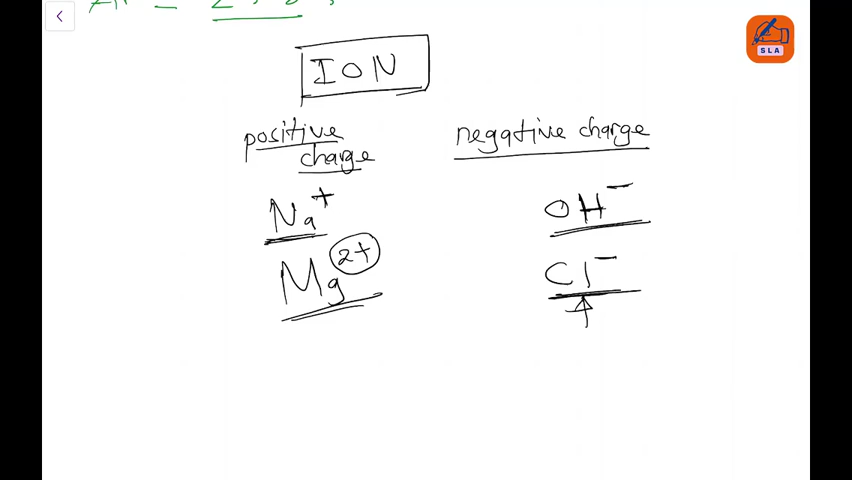 ION
positive
charge
negative charge
Na+
OH-
Mg2+
Cl-
SLA